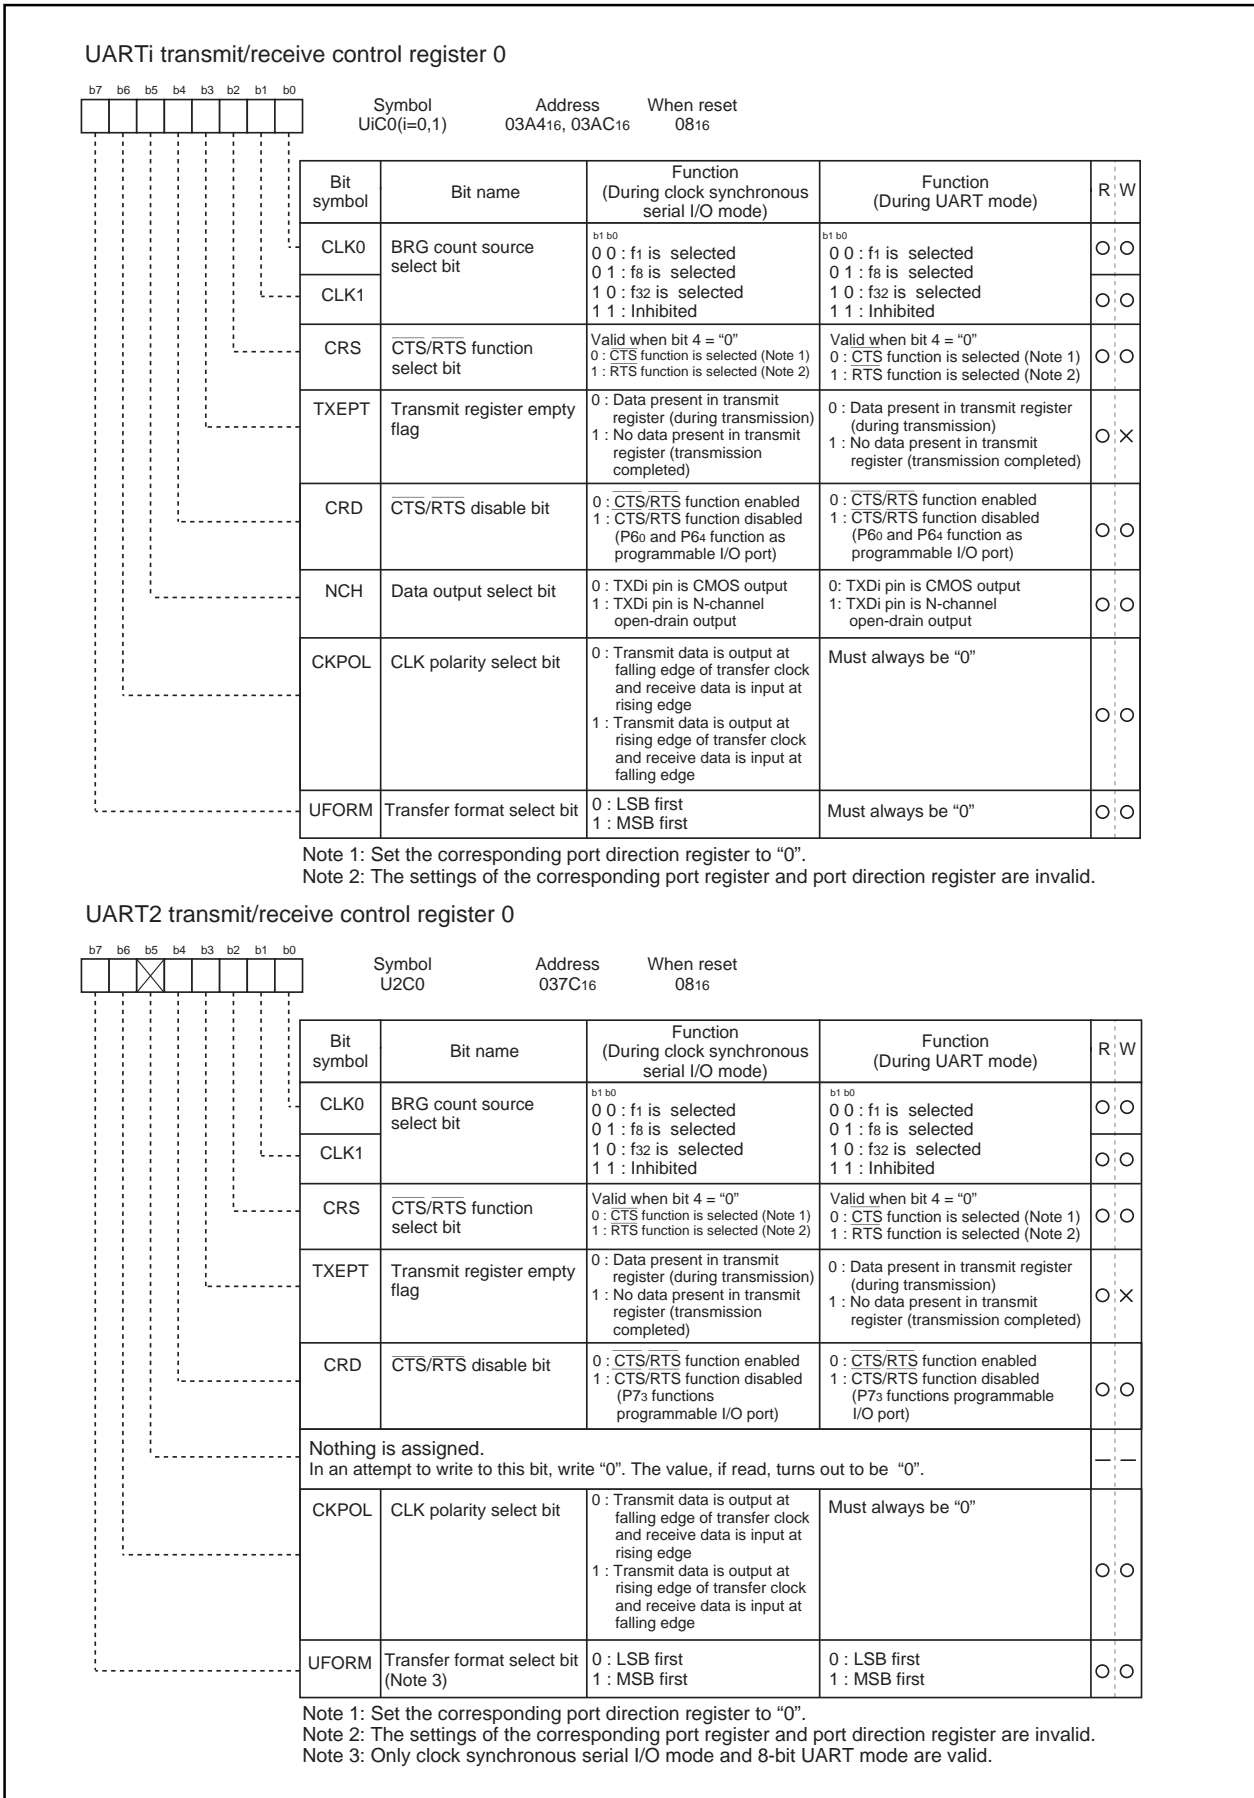 UARTi transmit/receive control register 0
b7 b6 b5 b4 b3 b2 b1 b0
Symbol Address When reset
UiC0(i=0,1) 03A416, 03AC16 0816
Bit symbol Bit name Function (During clock synchronous serial I/O mode) Function (During UART mode) R W
CLK0 BRG count source select bit
CLK1
b1 b0
0 0 : f1 is selected
0 1 : f8 is selected
1 0 : f32 is selected
1 1 : Inhibited
b1 b0
0 0 : f1 is selected
0 1 : f8 is selected
1 0 : f32 is selected
1 1 : Inhibited
CRS CTS/RTS function
select bit
Valid when bit 4 = “0”
0 : CTS function is selected (Note 1)
1 : RTS function is selected (Note 2)
Valid when bit 4 = “0”
0 : CTS function is selected (Note 1)
1 : RTS function is selected (Note 2)
TXEPT Transmit register empty
flag
0 : Data present in transmit
register (during transmission)
1 : No data present in transmit
register (transmission
completed)
0 : Data present in transmit register
(during transmission)
1 : No data present in transmit
register (transmission completed)
CRD CTS/RTS disable bit
0 : CTS/RTS function enabled
1 : CTS/RTS function disabled
(P60 and P64 function as
programmable I/O port)
0 : CTS/RTS function enabled
1 : CTS/RTS function disabled
(P60 and P64 function as
programmable I/O port)
NCH Data output select bit
0 : TXDi pin is CMOS output
1 : TXDi pin is N-channel
open-drain output
0: TXDi pin is CMOS output
1: TXDi pin is N-channel
open-drain output
CKPOL CLK polarity select bit
0 : Transmit data is output at
falling edge of transfer clock
and receive data is input at
rising edge
1 : Transmit data is output at
rising edge of transfer clock
and receive data is input at
falling edge
Must always be “0”
UFORM Transfer format select bit
0 : LSB first
1 : MSB first
Must always be “0”
Note 1: Set the corresponding port direction register to “0”.
Note 2: The settings of the corresponding port register and port direction register are invalid.
UART2 transmit/receive control register 0
b7 b6 b5 b4 b3 b2 b1 b0
Symbol Address When reset
U2C0 037C16 0816
Bit symbol Bit name Function (During clock synchronous serial I/O mode) Function (During UART mode) R W
CLK0 BRG count source select bit
CLK1
b1 b0
0 0 : f1 is selected
0 1 : f8 is selected
1 0 : f32 is selected
1 1 : Inhibited
b1 b0
0 0 : f1 is selected
0 1 : f8 is selected
1 0 : f32 is selected
1 1 : Inhibited
CRS CTS/RTS function
select bit
Valid when bit 4 = “0”
0 : CTS function is selected (Note 1)
1 : RTS function is selected (Note 2)
Valid when bit 4 = “0”
0 : CTS function is selected (Note 1)
1 : RTS function is selected (Note 2)
TXEPT Transmit register empty
flag
0 : Data present in transmit
register (during transmission)
1 : No data present in transmit
register (transmission
completed)
0 : Data present in transmit register
(during transmission)
1 : No data present in transmit
register (transmission completed)
CRD CTS/RTS disable bit
0 : CTS/RTS function enabled
1 : CTS/RTS function disabled
(P73 functions
programmable I/O port)
0 : CTS/RTS function enabled
1 : CTS/RTS function disabled
(P73 functions programmable
I/O port)
Nothing is assigned.
In an attempt to write to this bit, write “0”. The value, if read, turns out to be “0”.
CKPOL CLK polarity select bit
0 : Transmit data is output at
falling edge of transfer clock
and receive data is input at
rising edge
1 : Transmit data is output at
rising edge of transfer clock
and receive data is input at
falling edge
Must always be “0”
UFORM Transfer format select bit
(Note 3)
0 : LSB first
1 : MSB first
0 : LSB first
1 : MSB first
Note 1: Set the corresponding port direction register to “0”.
Note 2: The settings of the corresponding port register and port direction register are invalid.
Note 3: Only clock synchronous serial I/O mode and 8-bit UART mode are valid.